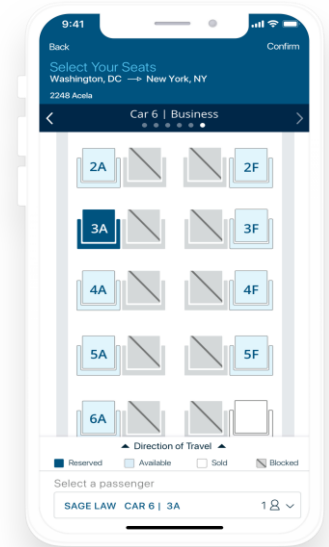 9:41
Back Confirm
Select Your Seats
Washington, DC → New York, NY
2248 Acela
Car 6 | Business
2A 2F
3A 3F
4A 4F
5A 5F
6A
Direction of Travel
Reserved Available Sold Blocked
Select a passenger
SAGE LAW CAR 6 | 3A 1